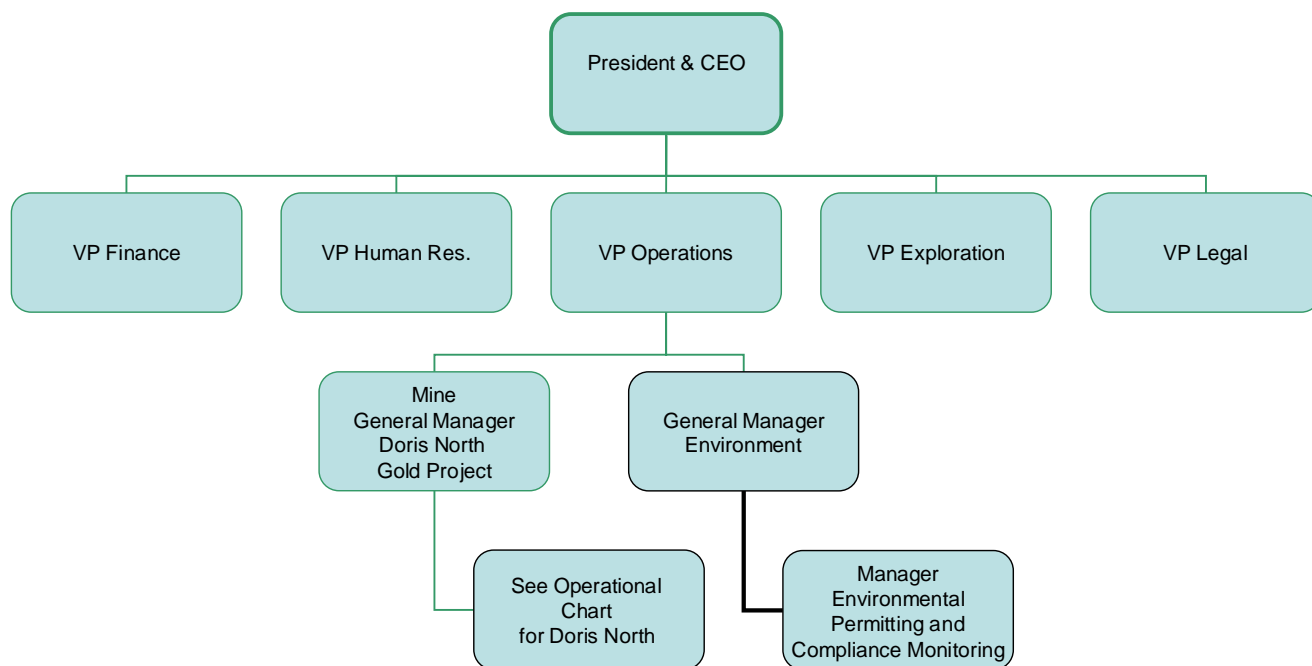 President & CEO
VP Finance
VP Human Res.
VP Operations
VP Exploration
VP Legal
Mine
General Manager
Doris North
Gold Project
General Manager
Environment
See Operational
Chart
for Doris North
Manager
Environmental
Permitting and
Compliance Monitoring